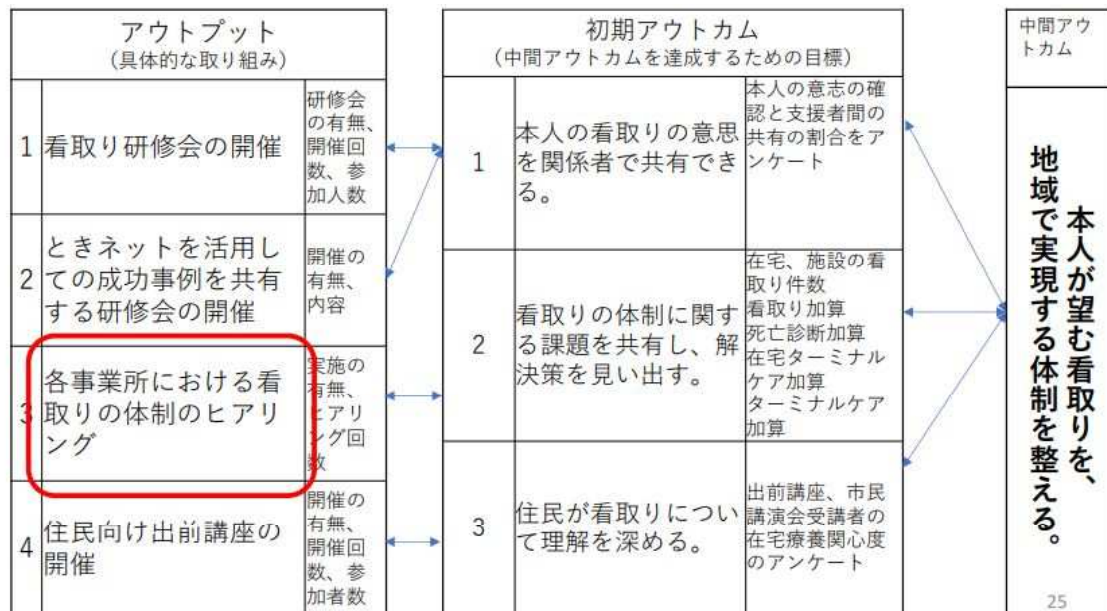 アウトプット
(具体的な取り組み)
1
看取り研修会の開催
研修会
の有無、
開催回
数、参
加人数
2
ときネットを活用し
ての成功事例を共有
する研修会の開催
開催の
有無、
内容
3
各事業所における看
取りの体制のヒアリ
ング
実施の
有無、
ヒアリ
ング回
数
4
住民向け出前講座の
開催
開催の
有無、
開催回
数、参
加者数
初期アウトカム
(中間アウトカムを達成するための目標)
1
本人の看取りの意思
を関係者で共有でき
る。
本人の意志の確
認と支援者間の
共有の割合をア
ンケート
2
看取りの体制に関す
る課題を共有し、解
決策を見い出す。
在宅、施設の看
取り件数
看取り加算
死亡診断加算
在宅ターミナル
ケア加算
ターミナルケア
加算
3
住民が看取りについ
て理解を深める。
出前講座、市民
講演会受講者の
在宅療養関心度
のアンケート
中間アウ
トカム
本人が望む看取りを、
地域で実現する体制を整える。
25